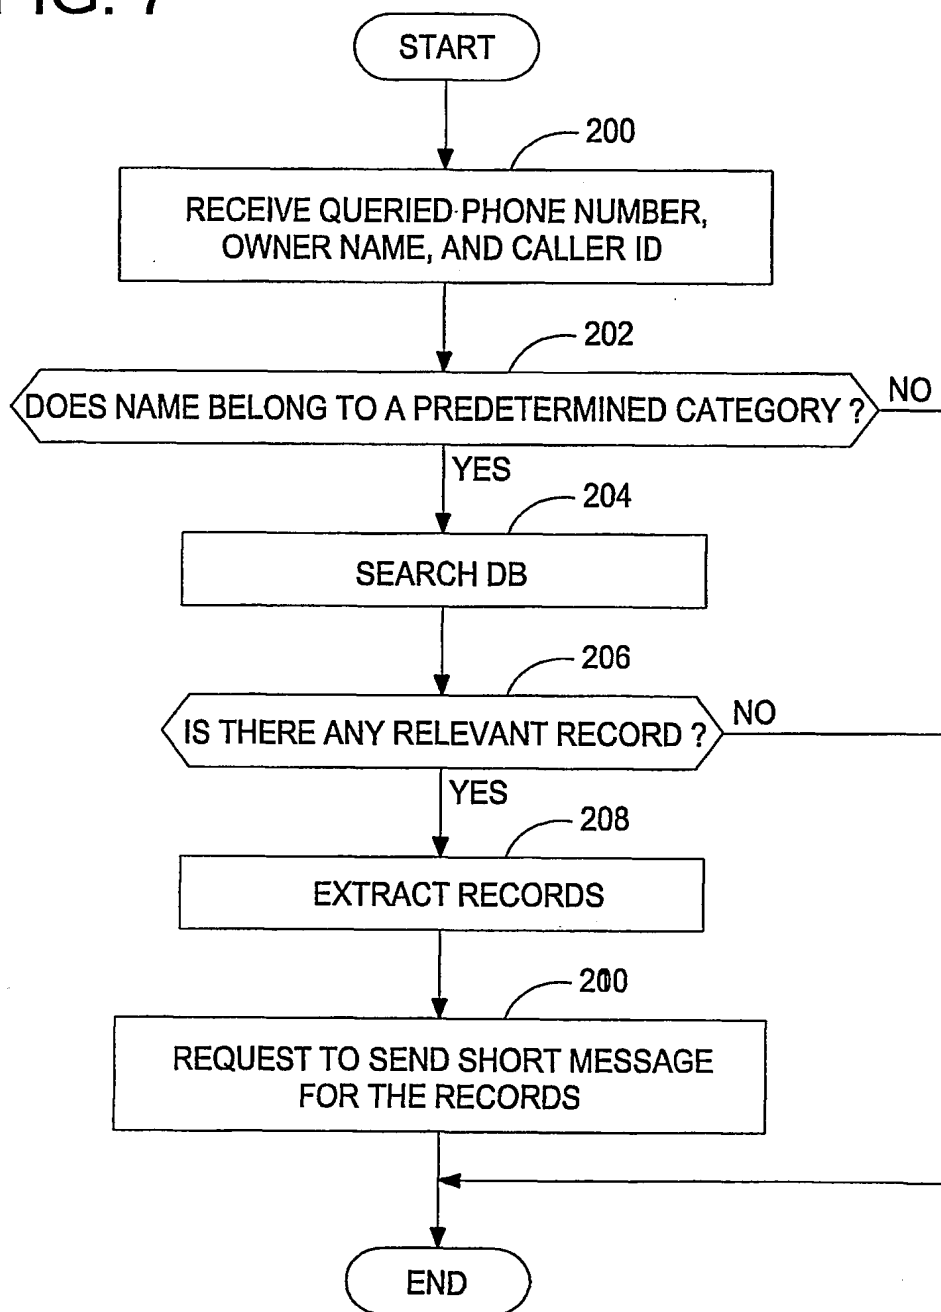 FIG. 7
START
200
RECEIVE QUERIED PHONE NUMBER,
OWNER NAME, AND CALLER ID
202
DOES NAME BELONG TO A PREDETERMINED CATEGORY ?
NO
YES
204
SEARCH DB
206
IS THERE ANY RELEVANT RECORD ?
NO
YES
208
EXTRACT RECORDS
200
REQUEST TO SEND SHORT MESSAGE
FOR THE RECORDS
END